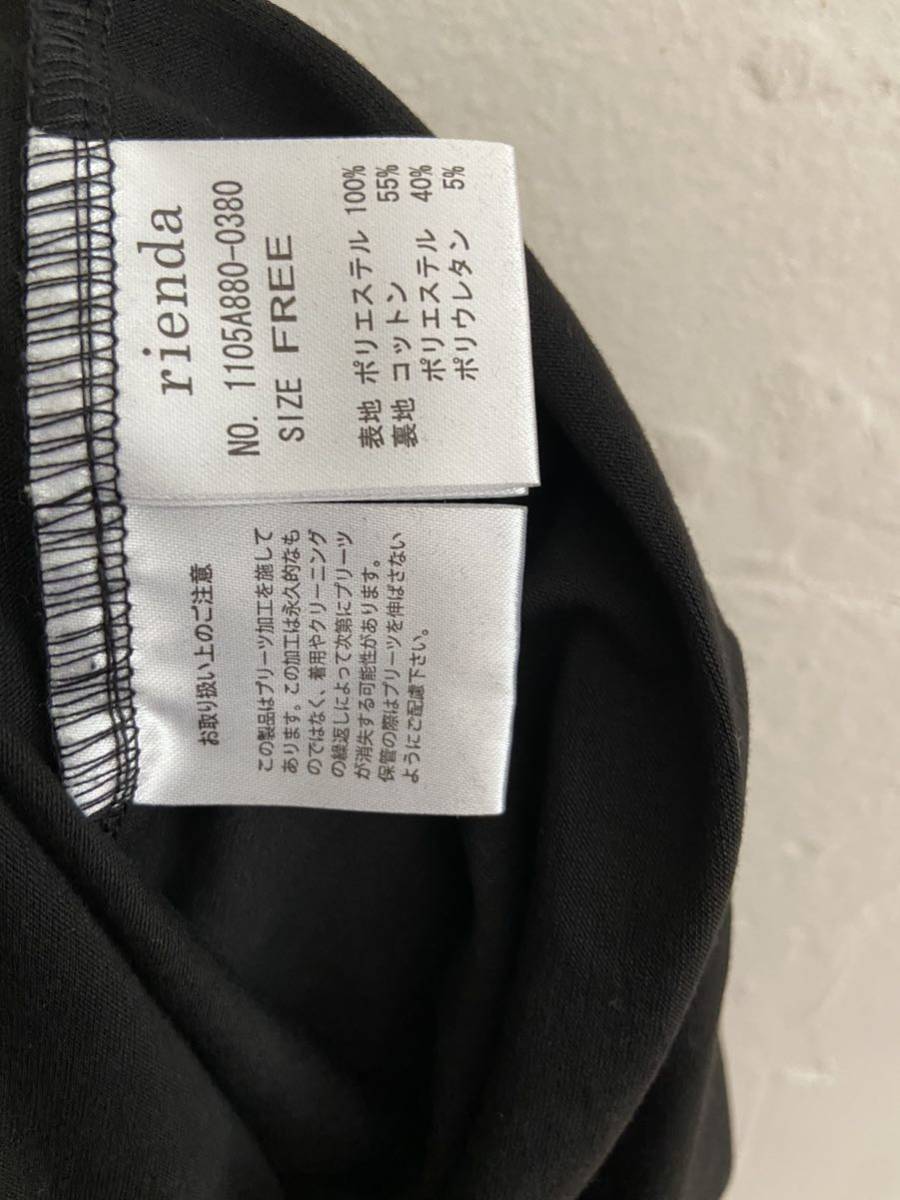 rienda
NO. 1105A880-0380
SIZE FREE
表地 ポリエステル 100%
裏地 コットン 55%
ポリエステル 40%
ポリウレタン 5%
お取り扱い上のご注意
この製品はプリーツ加工を施して
あります。この加工は永久的なも
のではなく、着用やクリーニング
の繰返しによって次第にプリーツ
が消失する可能性があります。
保管の際はプリーツを伸ばさない
ようにご配慮下さい。